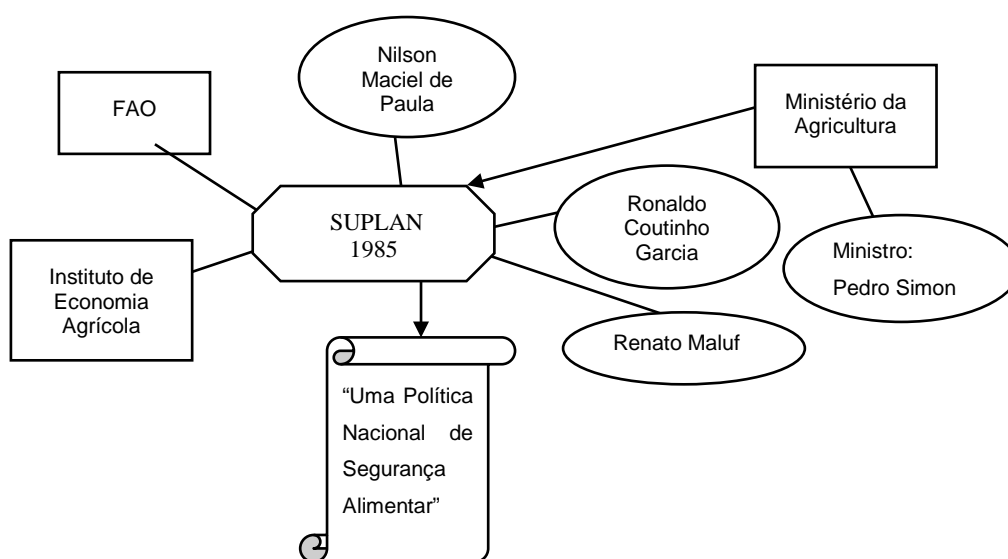 Nilson
Maciel de
Paula
FAO
Ministério da
Agricultura
SUPLAN
1985
Ronaldo
Coutinho
Garcia
Instituto de
Economia
Agrícola
Ministro:
Pedro Simon
Renato Maluf
“Uma Política
Nacional de
Segurança
Alimentar”